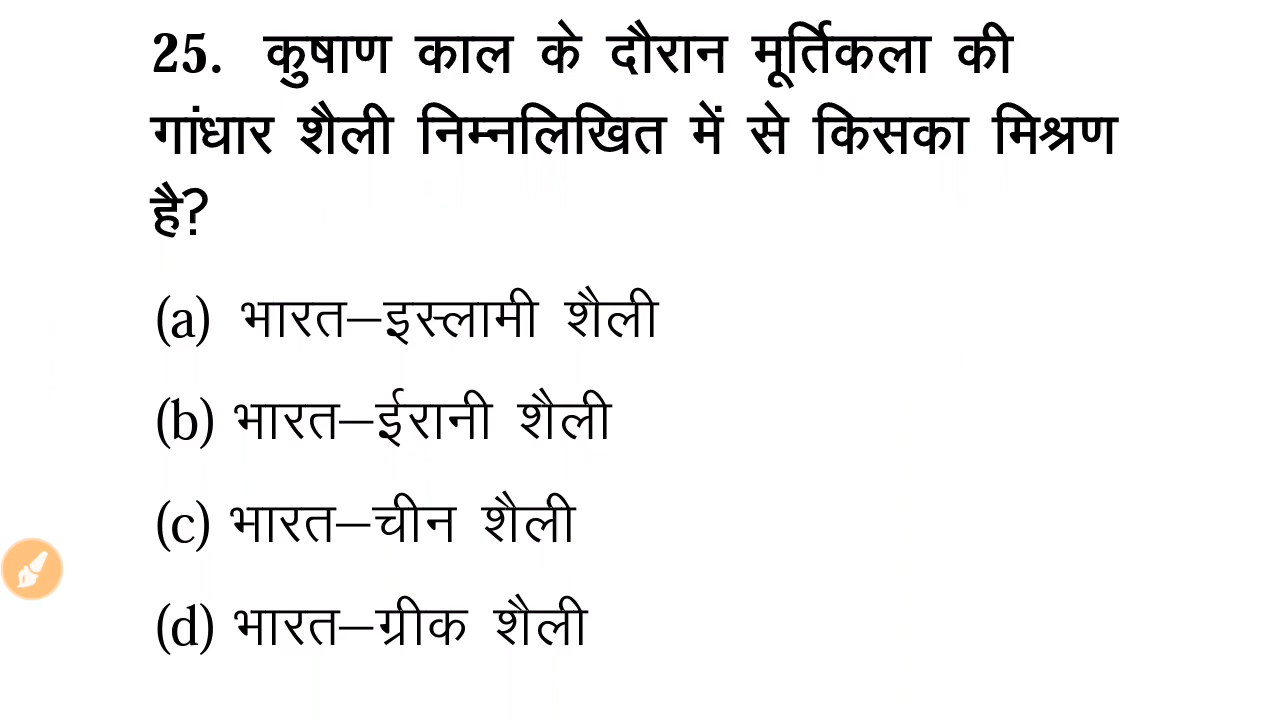 25. कुषाण काल के दौरान मूर्तिकला की
गांधार शैली निम्नलिखित में से किसका मिश्रण
है?
(a) भारत–इस्लामी शैली
(b) भारत–ईरानी शैली
(c) भारत–चीन शैली
(d) भारत–ग्रीक शैली